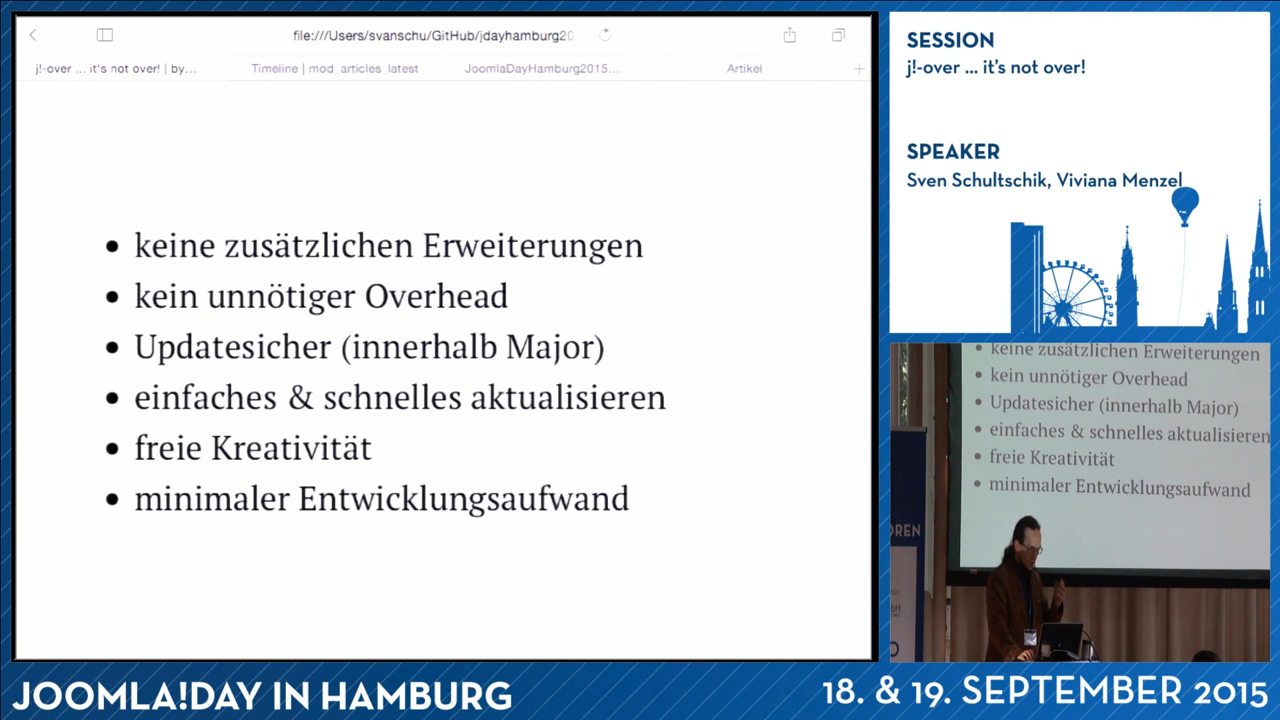 file:///Users/svanschu/GitHub/jdayhamburg20
j!-over ... it's not over! | by...
Timeline | mod_articles_latest
JoomlaDayHamburg2015...
Artikel
• keine zusätzlichen Erweiterungen
• kein unnötiger Overhead
• Updatesicher (innerhalb Major)
• einfaches & schnelles aktualisieren
• freie Kreativität
• minimaler Entwicklungsaufwand
SESSION
j!-over ... it's not over!
SPEAKER
Sven Schultschik, Viviana Menzel
• keine zusätzlichen Erweiterungen
• kein unnötiger Overhead
• Updatesicher (innerhalb Major)
• einfaches & schnelles aktualisieren
• freie Kreativität
• minimaler Entwicklungsaufwand
OREN
JOOMLA!DAY IN HAMBURG
18. & 19. SEPTEMBER 2015